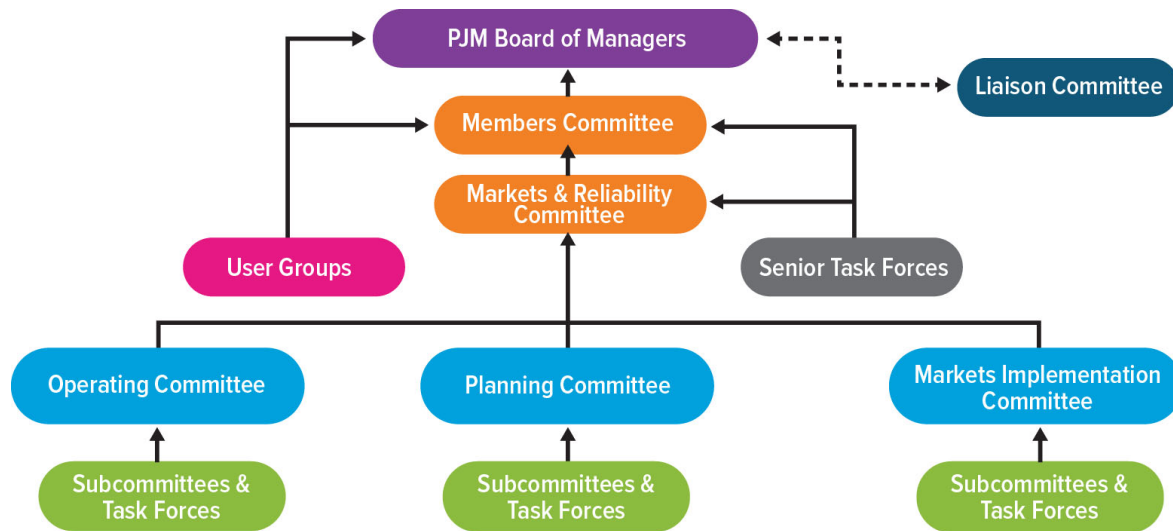 PJM Board of Managers
Liaison Committee
Members Committee
Markets & Reliability
Committee
User Groups
Senior Task Forces
Operating Committee
Planning Committee
Markets Implementation
Committee
Subcommittees &
Task Forces
Subcommittees &
Task Forces
Subcommittees &
Task Forces